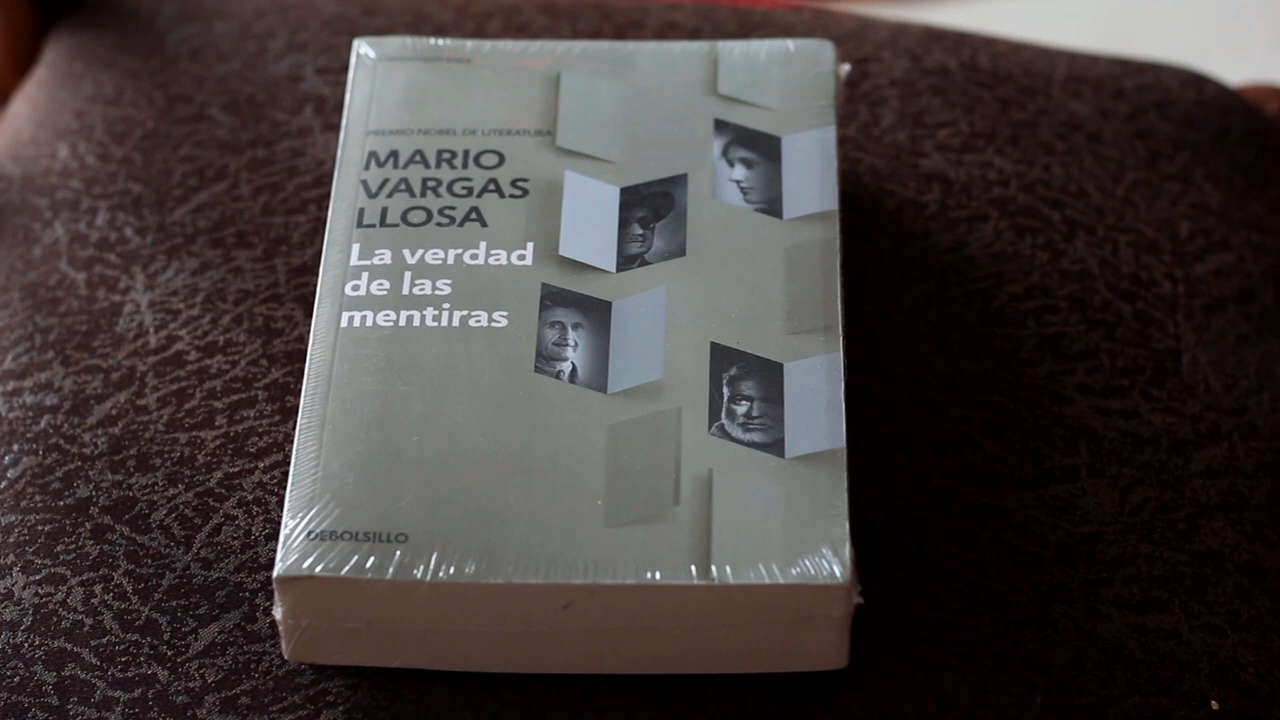 PREMIO NOBEL DE LITERATURA
MARIO
VARGAS
LLOSA
La verdad
de las
mentiras
DEBOLSILLO